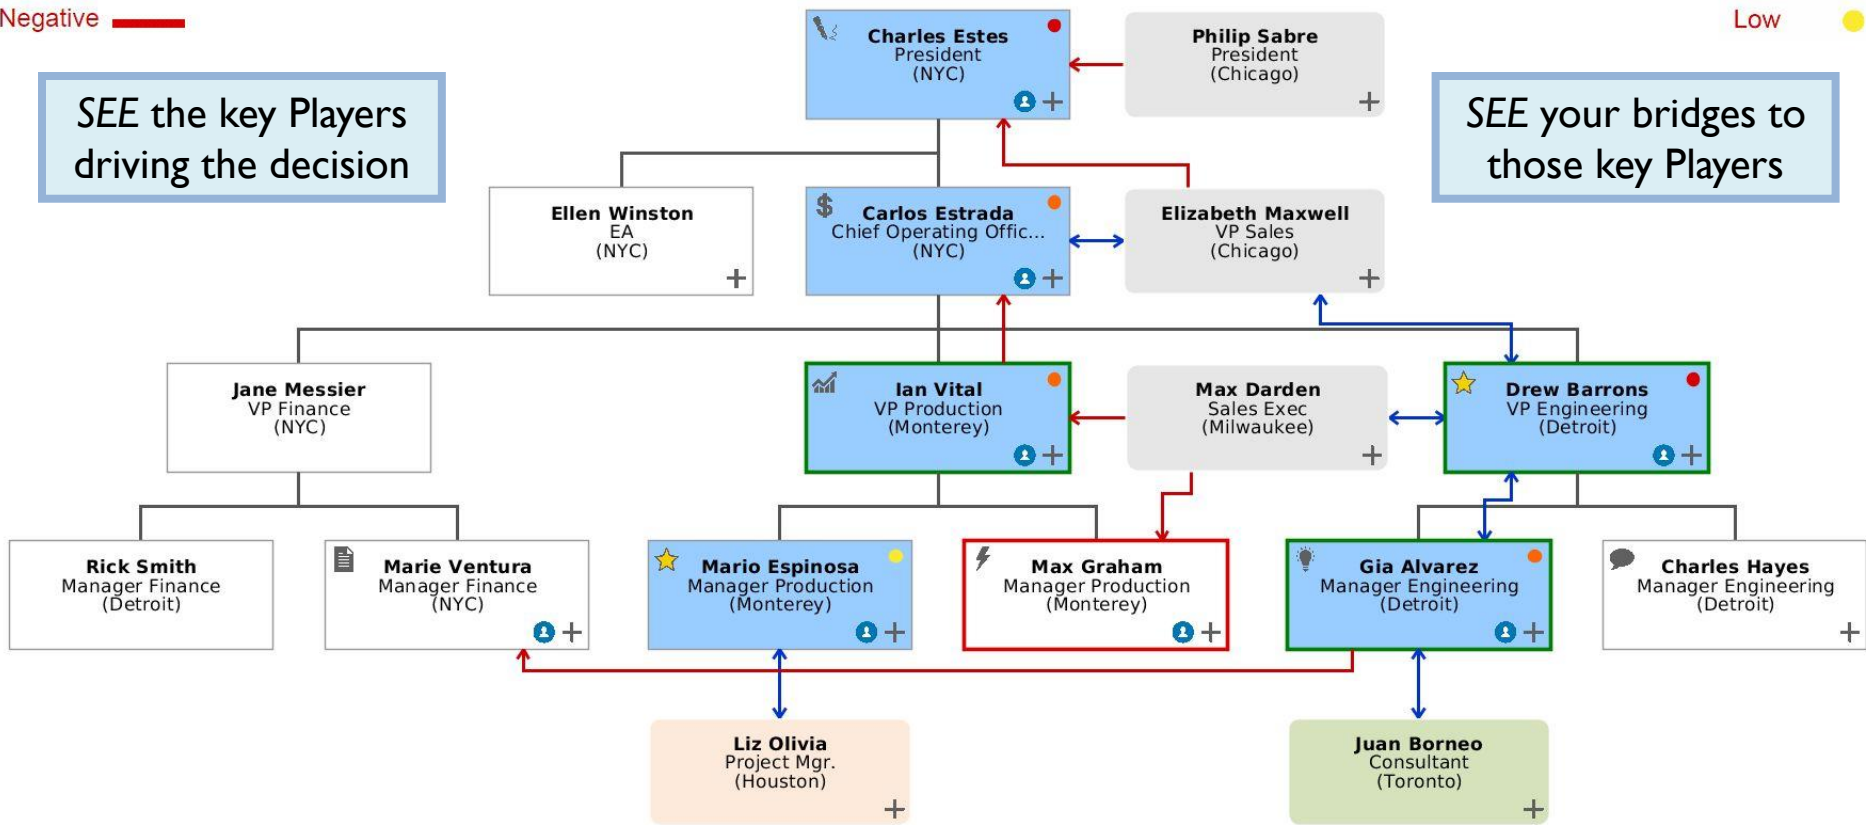 Negative
Low
SEE the key Players
driving the decision
SEE your bridges to
those key Players
Charles Estes
President
(NYC)
Philip Sabre
President
(Chicago)
Ellen Winston
EA
(NYC)
$
Carlos Estrada
Chief Operating Offic...
(NYC)
Elizabeth Maxwell
VP Sales
(Chicago)
Jane Messier
VP Finance
(NYC)
Ian Vital
VP Production
(Monterey)
Max Darden
Sales Exec
(Milwaukee)
Drew Barrons
VP Engineering
(Detroit)
Rick Smith
Manager Finance
(Detroit)
Marie Ventura
Manager Finance
(NYC)
Mario Espinosa
Manager Production
(Monterey)
Max Graham
Manager Production
(Monterey)
Gia Alvarez
Manager Engineering
(Detroit)
Charles Hayes
Manager Engineering
(Detroit)
Liz Olivia
Project Mgr.
(Houston)
Juan Borneo
Consultant
(Toronto)